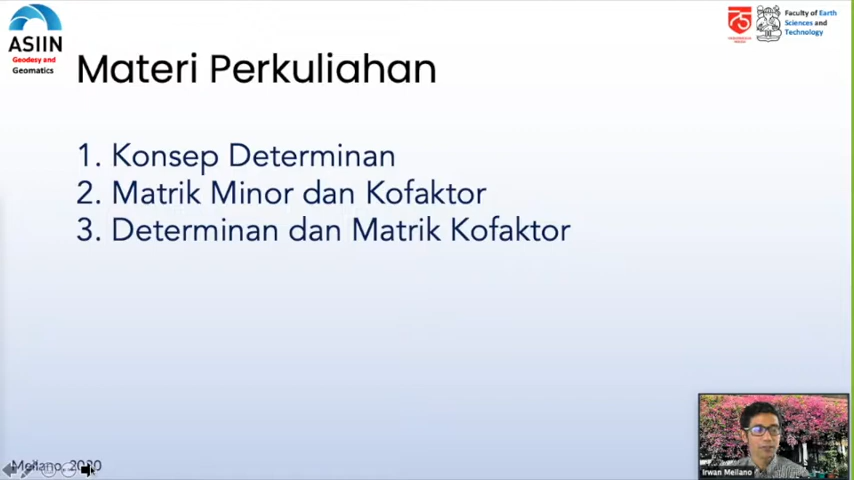 ASIIN
Geodesy and
Geomatics
Faculty of Earth
Sciences and
Technology
Materi Perkuliahan
1. Konsep Determinan
2. Matrik Minor dan Kofaktor
3. Determinan dan Matrik Kofaktor
Irwan Meilano
Meilano, 2020